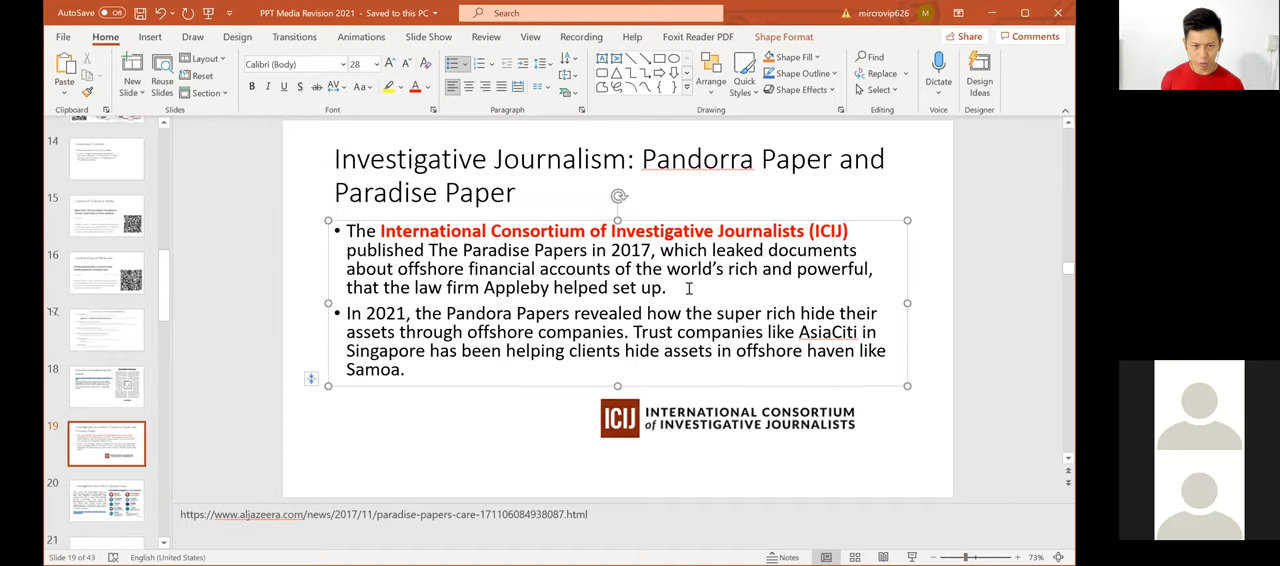 AutoSave Off PPT Media Revision 2021 - Saved to this PC Search mircrovip626 M
File Home Insert Draw Design Transitions Animations Slide Show Review View Recording Help Foxit Reader PDF Shape Format Share Comments
Paste New Slide Reuse Slides Layout Reset Section Calibri (Body) 28 Arrange Quick Styles Shape Fill Shape Outline Shape Effects Find Replace Select Dictate Design Ideas
Clipboard Slides Font Paragraph Drawing Editing Voice Designer
14
15
16
17
18
19
20
21
Investigative Journalism: Pandorra Paper and
Paradise Paper
• The International Consortium of Investigative Journalists (ICIJ)
published The Paradise Papers in 2017, which leaked documents
about offshore financial accounts of the world's rich and powerful,
that the law firm Appleby helped set up.
• In 2021, the Pandora Papers revealed how the super rich hide their
assets through offshore companies. Trust companies like AsiaCiti in
Singapore has been helping clients hide assets in offshore haven like
Samoa.
ICIJ INTERNATIONAL CONSORTIUM
of INVESTIGATIVE JOURNALISTS
https://www.aljazeera.com/news/2017/11/paradise-papers-care-171106084938087.html
Slide 19 of 43 English (United States) Notes 73%